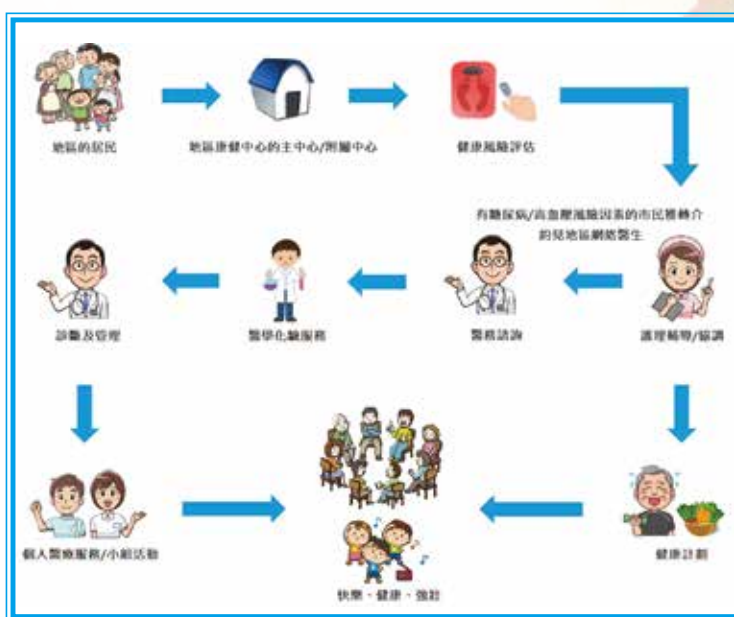 地區的居民
地區康健中心的主中心/附屬中心
健康風險評估
有糖尿病/高血壓風險因素的市民獲轉介
約見地區網絡醫生
護理輔導/協調
醫務諮詢
醫學化驗服務
診斷及管理
個人醫療服務/小組活動
健康計劃
快樂、健康、強壯